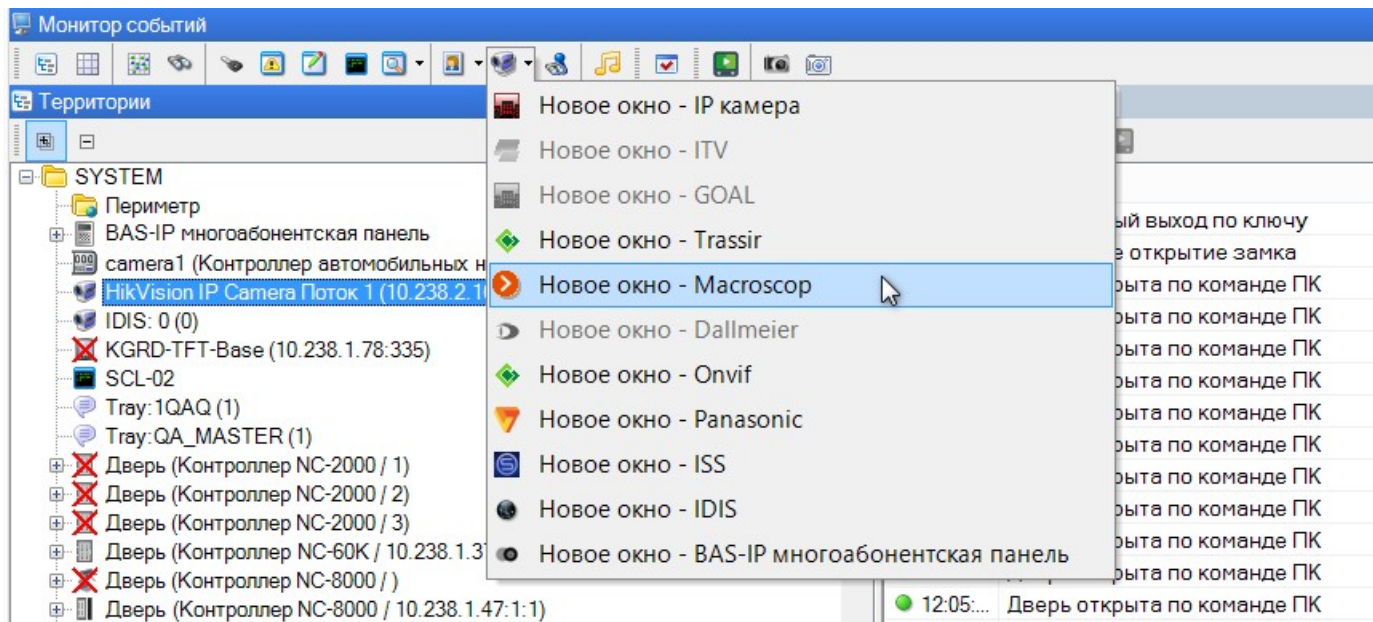 Монитор событий
Территории
SYSTEM
Периметр
BAS-IP многоабонентская панель
camera1 (Контроллер автомобильных н
HikVision IP Camera Поток 1 (10.238.2.1
IDIS: 0 (0)
KGRD-TFT-Base (10.238.1.78:335)
SCL-02
Tray:1QAQ (1)
Tray:QA_MASTER (1)
Дверь (Контроллер NC-2000 / 1)
Дверь (Контроллер NC-2000 / 2)
Дверь (Контроллер NC-2000 / 3)
Дверь (Контроллер NC-60K / 10.238.1.3
Дверь (Контроллер NC-8000 / )
Дверь (Контроллер NC-8000 / 10.238.1.47:1:1)
Новое окно - IP камера
Новое окно - ITV
Новое окно - GOAL
Новое окно - Trassir
Новое окно - Macroscop
Новое окно - Dallmeier
Новое окно - Onvif
Новое окно - Panasonic
Новое окно - ISS
Новое окно - IDIS
Новое окно - BAS-IP многоабонентская панель
ый выход по ключу
е открытие замка
рыта по команде ПК
рыта по команде ПК
рыта по команде ПК
рыта по команде ПК
рыта по команде ПК
рыта по команде ПК
рыта по команде ПК
рыта по команде ПК
рыта по команде ПК
рыта по команде ПК
12:05:... Дверь открыта по команде ПК